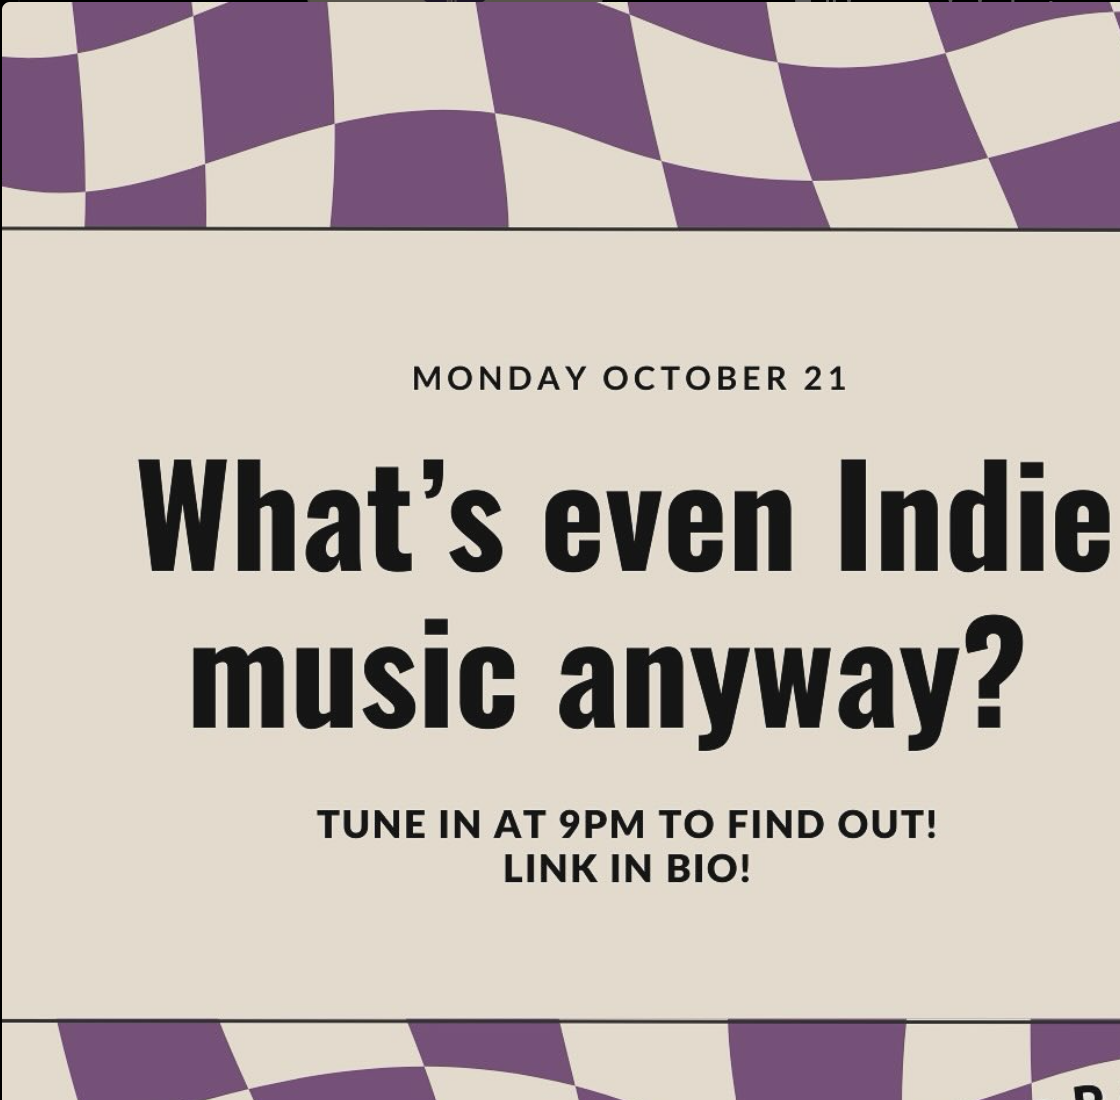 MONDAY OCTOBER 21
What’s even Indie
music anyway?
TUNE IN AT 9PM TO FIND OUT!
LINK IN BIO!